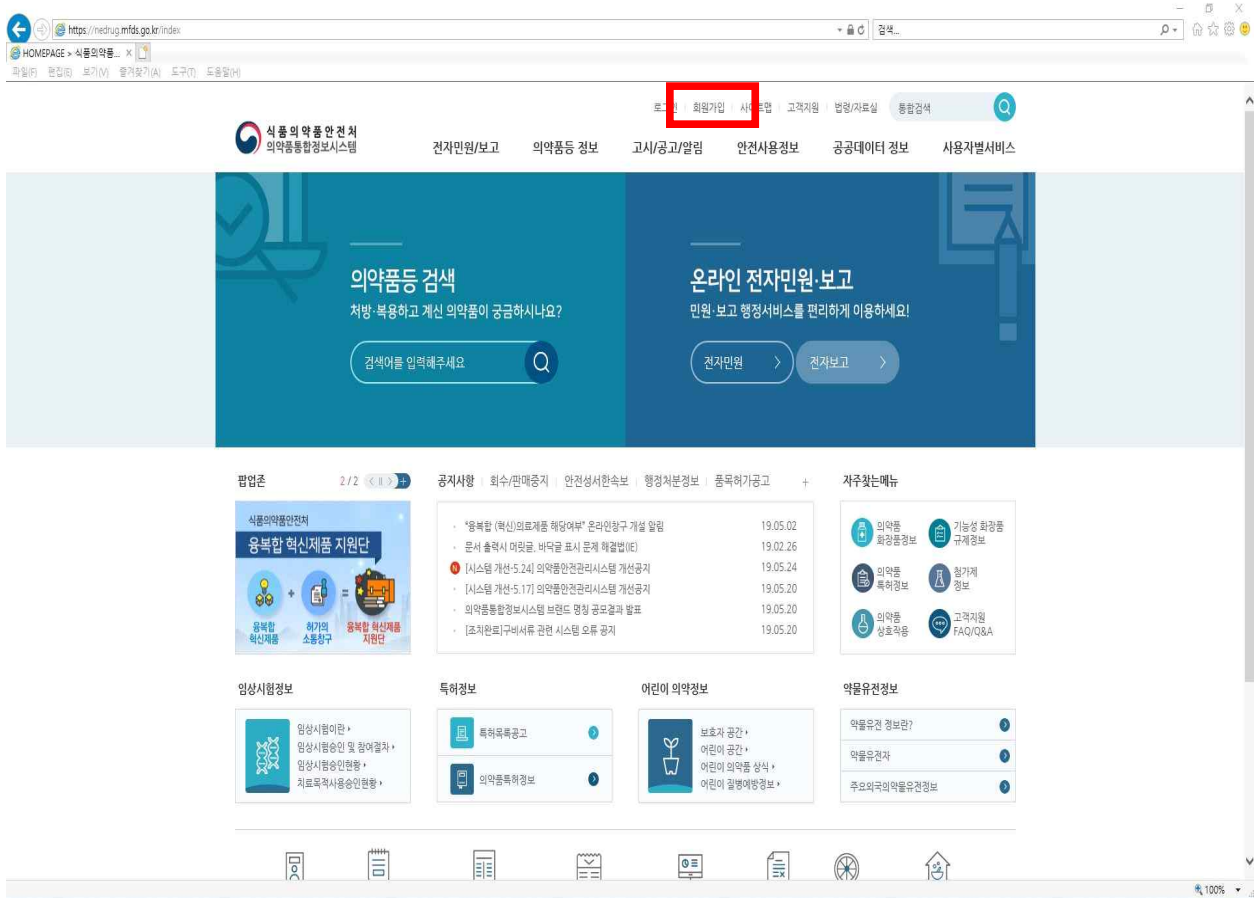 https://nedrug.mfds.go.kr/index
검색...
HOMEPAGE > 식품의약품... ×
파일(F) 편집(E) 보기(V) 즐겨찾기(A) 도구(T) 도움말(H)
로그인 회원가입 사이트맵 고객지원 법령/자료실 통합검색
식품의약품안전처
의약품통합정보시스템
전자민원/보고 의약품등 정보 고시/공고/알림 안전사용정보 공공데이터 정보 사용자별서비스
의약품등 검색
처방·복용하고 계신 의약품이 궁금하시나요?
검색어를 입력해주세요
온라인 전자민원·보고
민원·보고 행정서비스를 편리하게 이용하세요!
전자민원 전자보고
팝업존 2 / 2
식품의약품안전처
융복합 혁신제품 지원단
+ =
융복합 혁신제품
허가의 소통창구
융복합 혁신제품 지원단
공지사항 회수/판매중지 안전성서한속보 행정처분정보 품목허가공고 +
"융복합 (혁신)의료제품 해당여부" 온라인창구 개설 알림 19.05.02
문서 출력시 머릿글, 바닥글 표시 문제 해결법(IE) 19.02.26
N [시스템 개선-5.24] 의약품안전관리시스템 개선공지 19.05.24
[시스템 개선-5.17] 의약품안전관리시스템 개선공지 19.05.20
의약품통합정보시스템 브랜드 명칭 공모결과 발표 19.05.20
[조치완료]구비서류 관련 시스템 오류 공지 19.05.20
자주찾는메뉴
의약품 화장품정보
기능성 화장품 규제정보
의약품 특허정보
첨가제 정보
의약품 상호작용
고객지원 FAQ/Q&A
임상시험정보
임상시험이란
임상시험승인 및 참여절차
임상시험승인현황
치료목적사용승인현황
특허정보
특허목록공고
의약품특허정보
어린이 의약정보
보호자 공간
어린이 공간
어린이 의약품 상식
어린이 질병예방정보
약물유전정보
약물유전 정보란?
약물유전자
주요외국의약물유전정보
100%